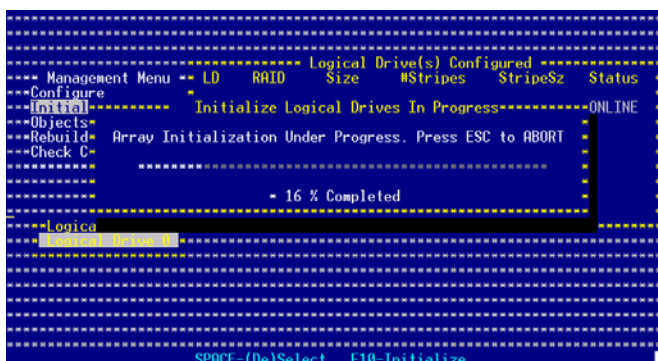 Logical Drive(s) Configured
Management Menu LD RAID Size #Stripes StripeSz Status
Configure
Initial Initialize Logical Drives In Progress ONLINE
Objects
Rebuild Array Initialization Under Progress. Press ESC to ABORT
Check C
16 % Completed
Logica
Logical Drive 0
SPACE-(De)Select F10-Initialize